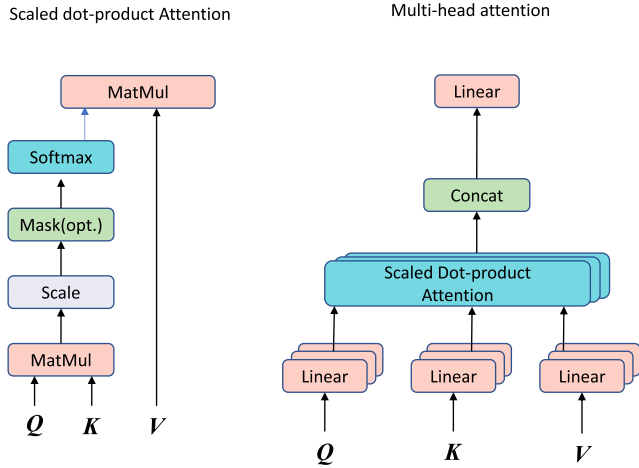 Scaled dot-product Attention
MatMul
Softmax
Mask(opt.)
Scale
MatMul
Q K V
Multi-head attention
Linear
Concat
Scaled Dot-product
Attention
Linear Linear Linear
Q K V